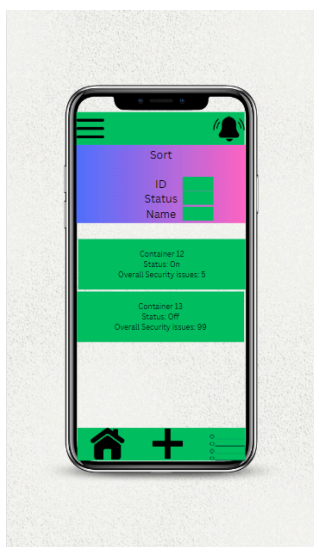 Sort
ID
Status
Name
Container 12
Status: On
Overall Security issues: 5
Container 13
Status: Off
Overall Security issues: 99